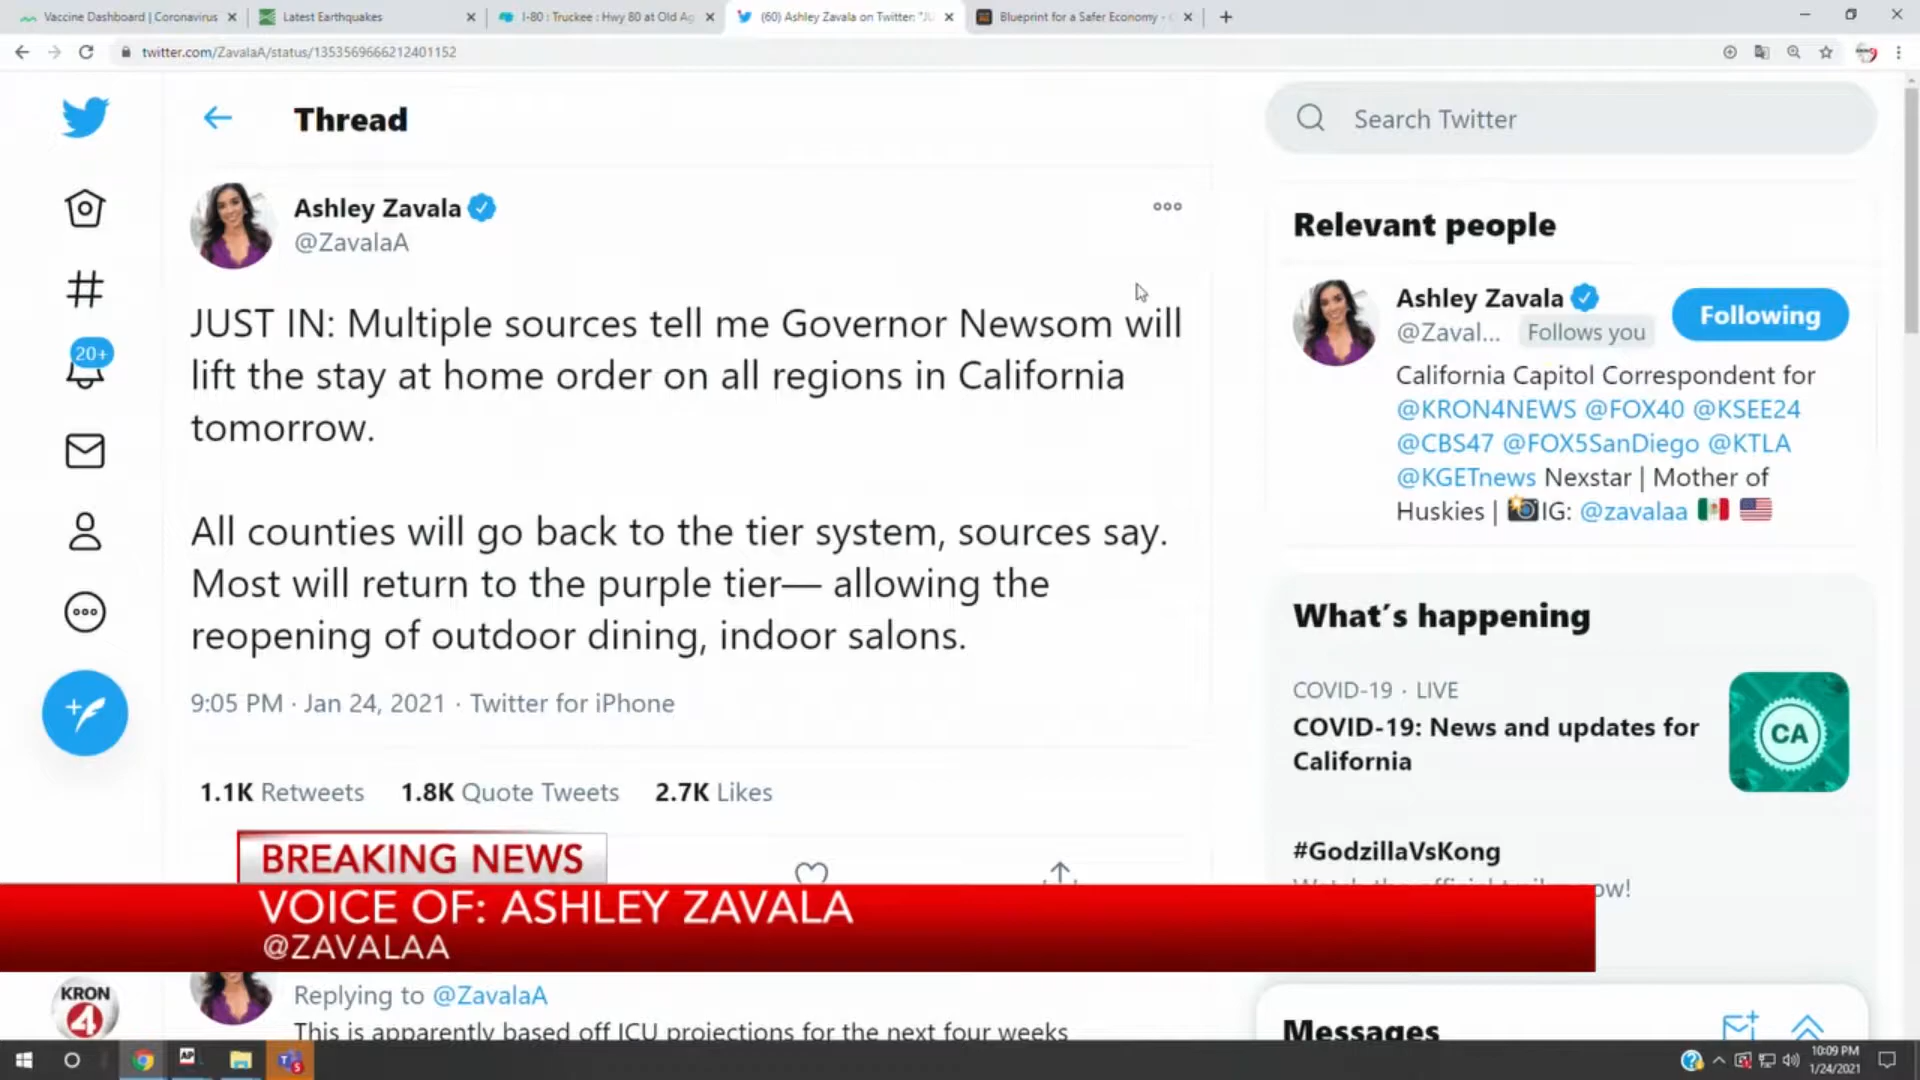 Vaccine Dashboard | Coronavirus
Latest Earthquakes
I-80 : Truckee : Hwy 80 at Old Ag
(60) Ashley Zavala on Twitter: "JU
Blueprint for a Safer Economy -
twitter.com/ZavalaA/status/1353569666212401152
Thread
Search Twitter
Ashley Zavala
@ZavalaA
JUST IN: Multiple sources tell me Governor Newsom will
lift the stay at home order on all regions in California
tomorrow.
All counties will go back to the tier system, sources say.
Most will return to the purple tier— allowing the
reopening of outdoor dining, indoor salons.
9:05 PM · Jan 24, 2021 · Twitter for iPhone
1.1K Retweets 1.8K Quote Tweets 2.7K Likes
20+
Relevant people
Ashley Zavala
@Zaval... Follows you
Following
California Capitol Correspondent for
@KRON4NEWS @FOX40 @KSEE24
@CBS47 @FOX5SanDiego @KTLA
@KGETnews Nexstar | Mother of
Huskies | 📸IG: @zavalaa 🇲🇽 🇺🇸
What's happening
COVID-19 · LIVE
COVID-19: News and updates for
California
CA
#GodzillaVsKong
BREAKING NEWS
VOICE OF: ASHLEY ZAVALA
@ZAVALAA
KRON
4
Replying to @ZavalaA
This is apparently based off ICU projections for the next four weeks
Messages
AP
10:09 PM
1/24/2021